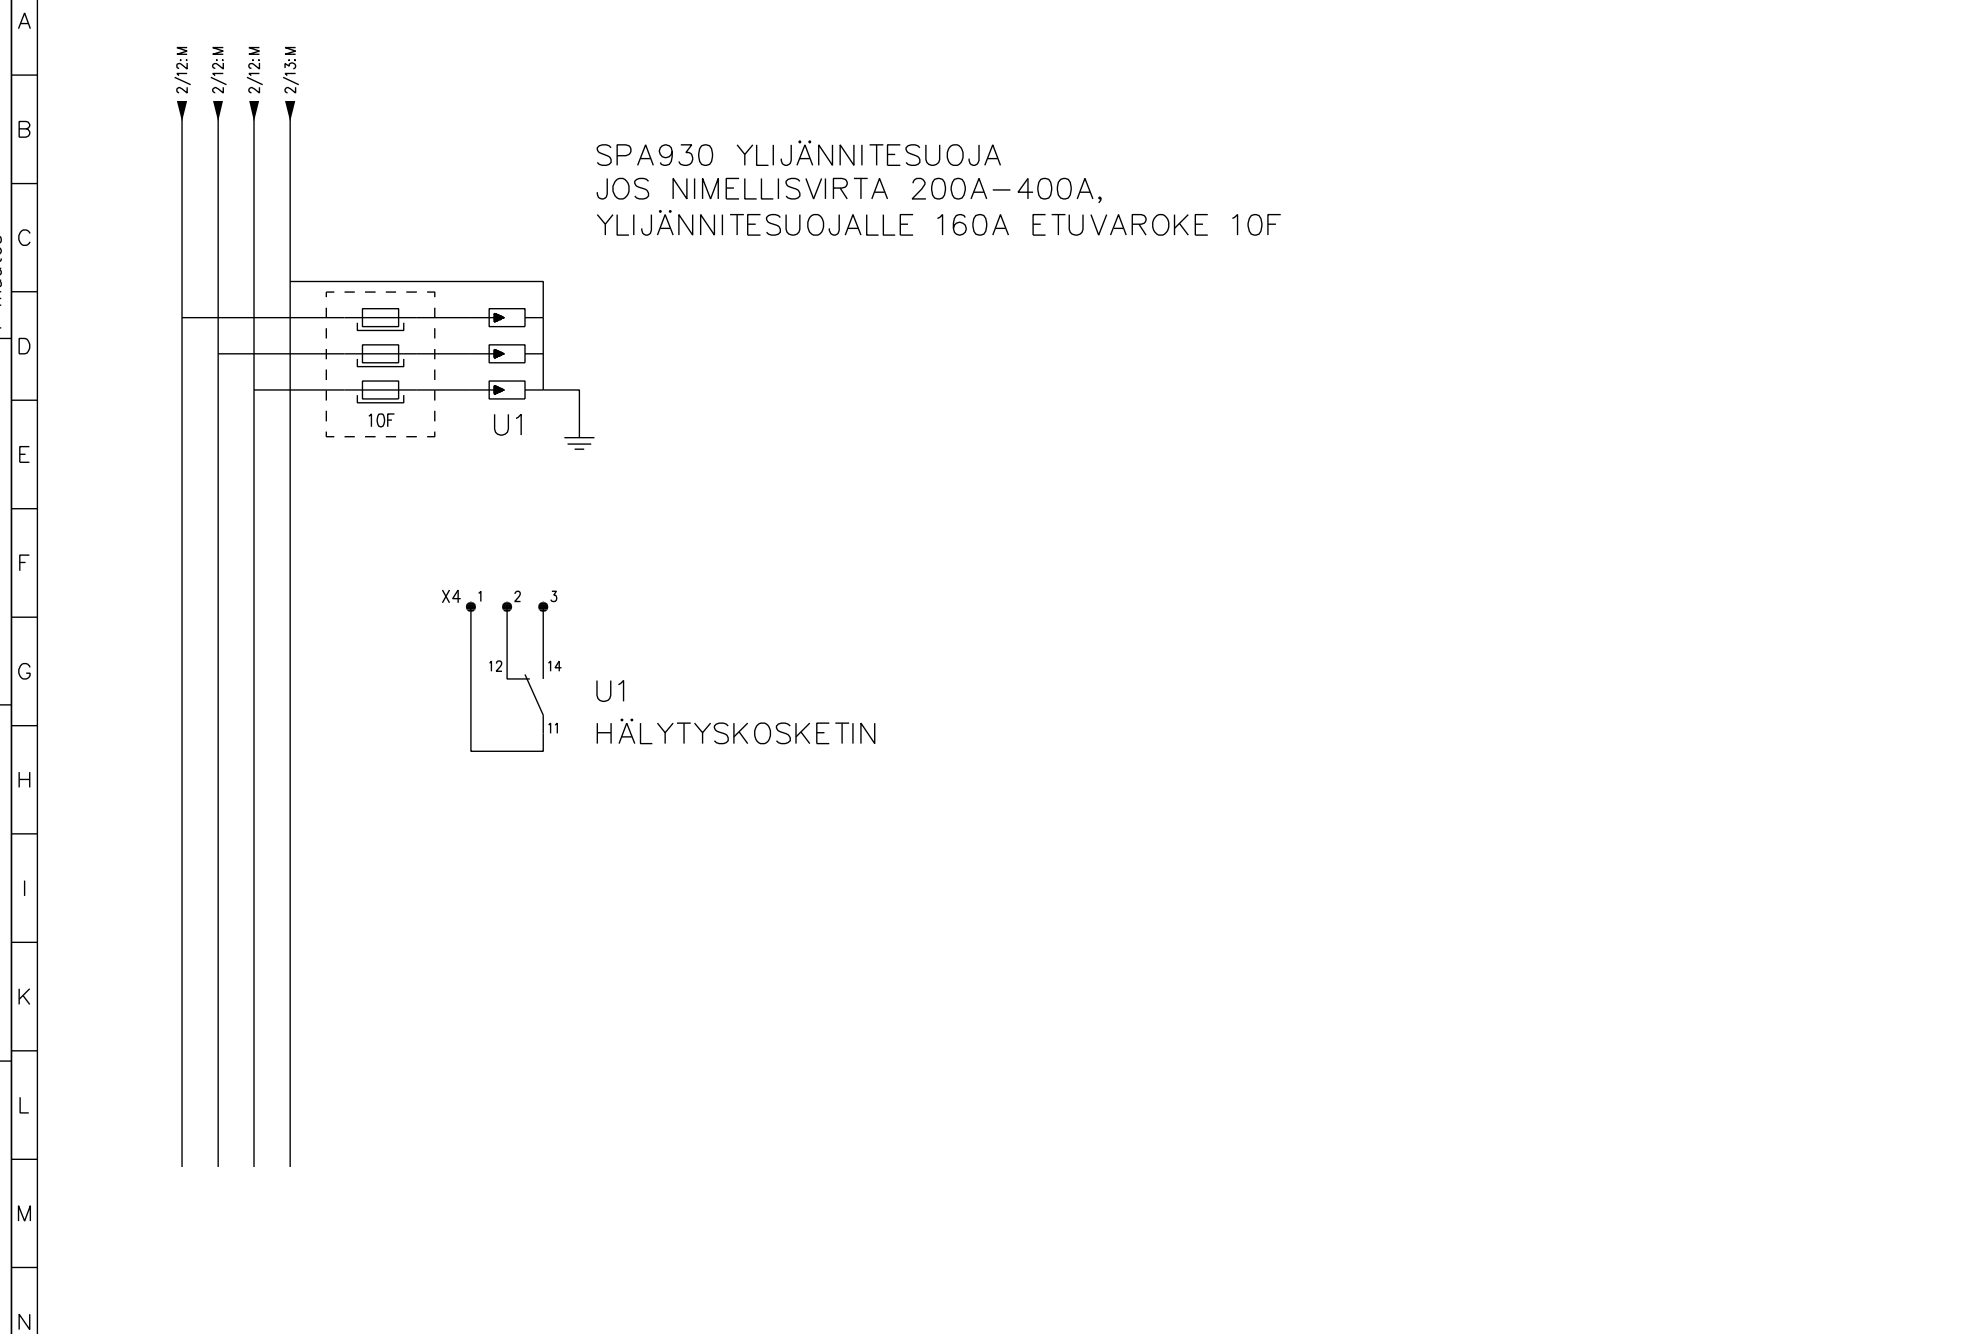 A
B
C
D
E
F
G
H
I
K
L
M
N
2/12:M
2/12:M
2/12:M
2/13:M
SPA930 YLIJÄNNITESUOJA
JOS NIMELLISVIRTA 200A-400A,
YLIJÄNNITESUOJALLE 160A ETUVAROKE 10F
10F
U1
X4 1 2 3
12 14
11
U1
HÄLYTYSKOSKETIN